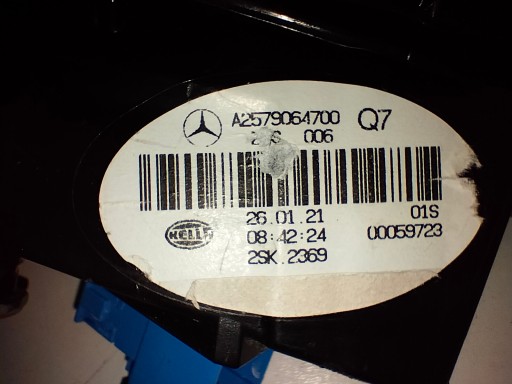 A2579064700 Q7
006
26.01.21 01S
HELLA 08:42:24 00059723
2SK.2369